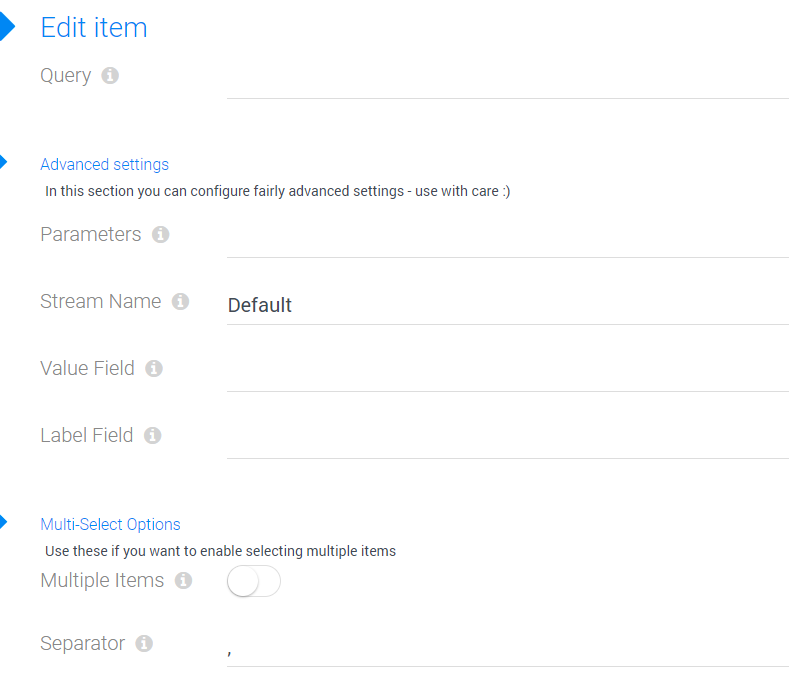 Edit item
Query
Advanced settings
In this section you can configure fairly advanced settings - use with care :)
Parameters
Stream Name Default
Value Field
Label Field
Multi-Select Options
Use these if you want to enable selecting multiple items
Multiple Items
Separator ,